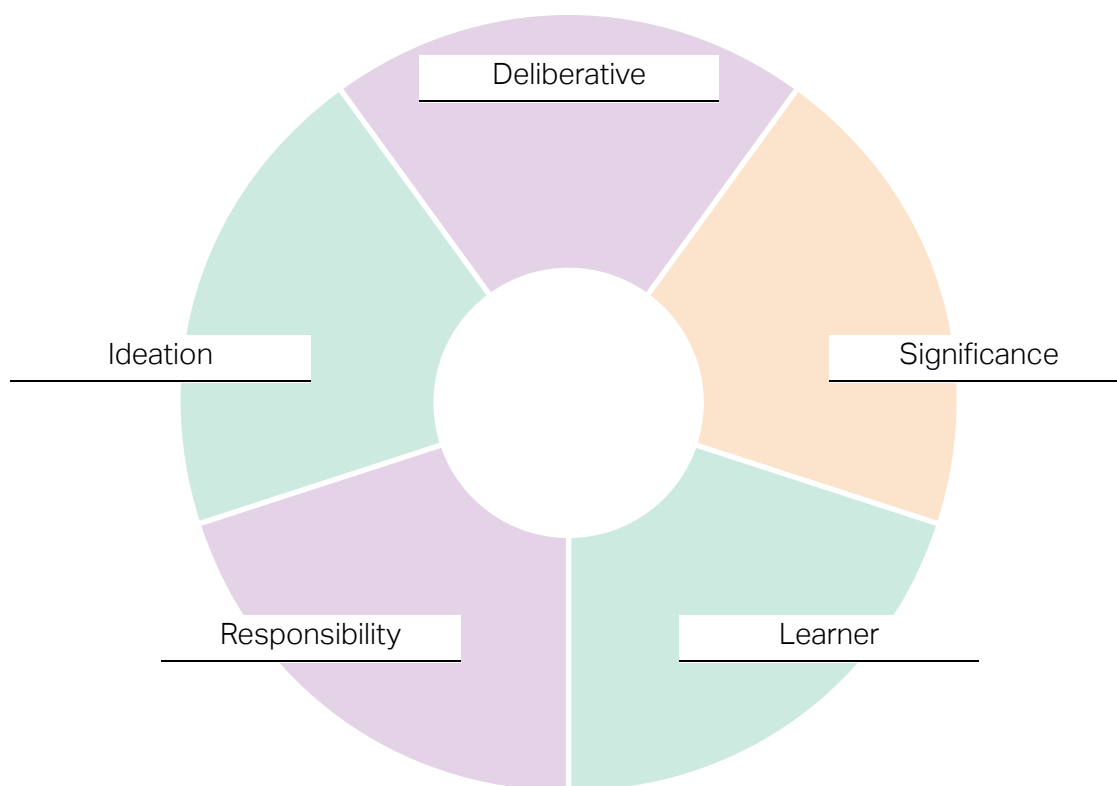 Deliberative
Ideation
Significance
Responsibility
Learner